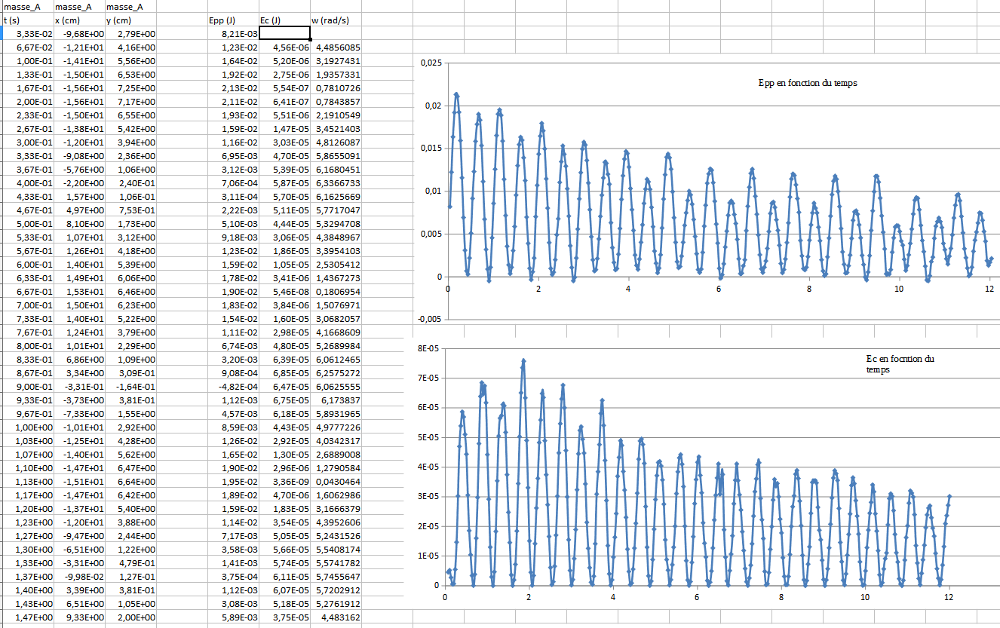 masse_A masse_A masse_A
t (s) x (cm) y (cm) Epp (J) Ec (J) w (rad/s)
3,33E-02 -9,68E+00 2,79E+00 8,21E-03
6,67E-02 -1,21E+01 4,16E+00 1,23E-02 4,56E-06 4,4856085
1,00E-01 -1,41E+01 5,56E+00 1,64E-02 5,20E-06 3,1927431
1,33E-01 -1,50E+01 6,53E+00 1,92E-02 2,75E-06 1,9357331
1,67E-01 -1,56E+01 7,25E+00 2,13E-02 5,54E-07 0,7810726
2,00E-01 -1,56E+01 7,17E+00 2,11E-02 6,41E-07 0,7843857
2,33E-01 -1,50E+01 6,55E+00 1,93E-02 5,51E-06 2,1910549
2,67E-01 -1,38E+01 5,42E+00 1,59E-02 1,47E-05 3,4521403
3,00E-01 -1,20E+01 3,94E+00 1,16E-02 3,03E-05 4,8126087
3,33E-01 -9,08E+00 2,36E+00 6,95E-03 4,70E-05 5,8655091
3,67E-01 -5,76E+00 1,06E+00 3,12E-03 5,39E-05 6,1680451
4,00E-01 -2,20E+00 2,40E-01 7,06E-04 5,87E-05 6,3366733
4,33E-01 1,57E+00 1,06E-01 3,11E-04 5,70E-05 6,1625669
4,67E-01 4,97E+00 7,53E-01 2,22E-03 5,11E-05 5,7717047
5,00E-01 8,10E+00 1,73E+00 5,10E-03 4,44E-05 5,3294708
5,33E-01 1,07E+01 3,12E+00 9,18E-03 3,06E-05 4,3848967
5,67E-01 1,26E+01 4,18E+00 1,23E-02 1,86E-05 3,3954103
6,00E-01 1,40E+01 5,39E+00 1,59E-02 1,05E-05 2,5305412
6,33E-01 1,49E+01 6,06E+00 1,78E-02 3,41E-06 1,4367273
6,67E-01 1,53E+01 6,46E+00 1,90E-02 5,46E-08 0,1806954
7,00E-01 1,50E+01 6,23E+00 1,83E-02 3,84E-06 1,5076971
7,33E-01 1,40E+01 5,22E+00 1,54E-02 1,60E-05 3,0682057
7,67E-01 1,24E+01 3,79E+00 1,11E-02 2,98E-05 4,1668609
8,00E-01 1,01E+01 2,29E+00 6,74E-03 4,80E-05 5,2689984
8,33E-01 6,86E+00 1,09E+00 3,20E-03 6,39E-05 6,0612465
8,67E-01 3,34E+00 3,09E-01 9,08E-04 6,85E-05 6,2575272
9,00E-01 -3,31E-01 -1,64E-01 -4,82E-04 6,47E-05 6,0625555
9,33E-01 -3,73E+00 3,81E-01 1,12E-03 6,75E-05 6,173837
9,67E-01 -7,33E+00 1,55E+00 4,57E-03 6,18E-05 5,8931965
1,00E+00 -1,01E+01 2,92E+00 8,59E-03 4,43E-05 4,9777226
1,03E+00 -1,25E+01 4,28E+00 1,26E-02 2,92E-05 4,0342317
1,07E+00 -1,40E+01 5,62E+00 1,65E-02 1,30E-05 2,6889008
1,10E+00 -1,47E+01 6,47E+00 1,90E-02 2,96E-06 1,2790584
1,13E+00 -1,51E+01 6,64E+00 1,95E-02 3,36E-09 0,0430464
1,17E+00 -1,47E+01 6,42E+00 1,89E-02 4,70E-06 1,6062986
1,20E+00 -1,37E+01 5,40E+00 1,59E-02 1,83E-05 3,1666379
1,23E+00 -1,20E+01 3,88E+00 1,14E-02 3,54E-05 4,3952606
1,27E+00 -9,47E+00 2,44E+00 7,17E-03 5,05E-05 5,2431526
1,30E+00 -6,51E+00 1,22E+00 3,58E-03 5,66E-05 5,5408174
1,33E+00 -3,31E+00 4,79E-01 1,41E-03 5,74E-05 5,5741782
1,37E+00 -9,98E-02 1,27E-01 3,75E-04 6,11E-05 5,7455647
1,40E+00 3,39E+00 3,81E-01 1,12E-03 6,07E-05 5,7202912
1,43E+00 6,51E+00 1,05E+00 3,08E-03 5,18E-05 5,2761912
1,47E+00 9,33E+00 2,00E+00 5,89E-03 3,75E-05 4,483162
Epp en fonction du temps
0,025
0,02
0,015
0,01
0,005
0
-0,005
0 2 4 6 8 10 12
Ec en focntion du
temps
8E-05
7E-05
6E-05
5E-05
4E-05
3E-05
2E-05
1E-05
0
0 2 4 6 8 10 12